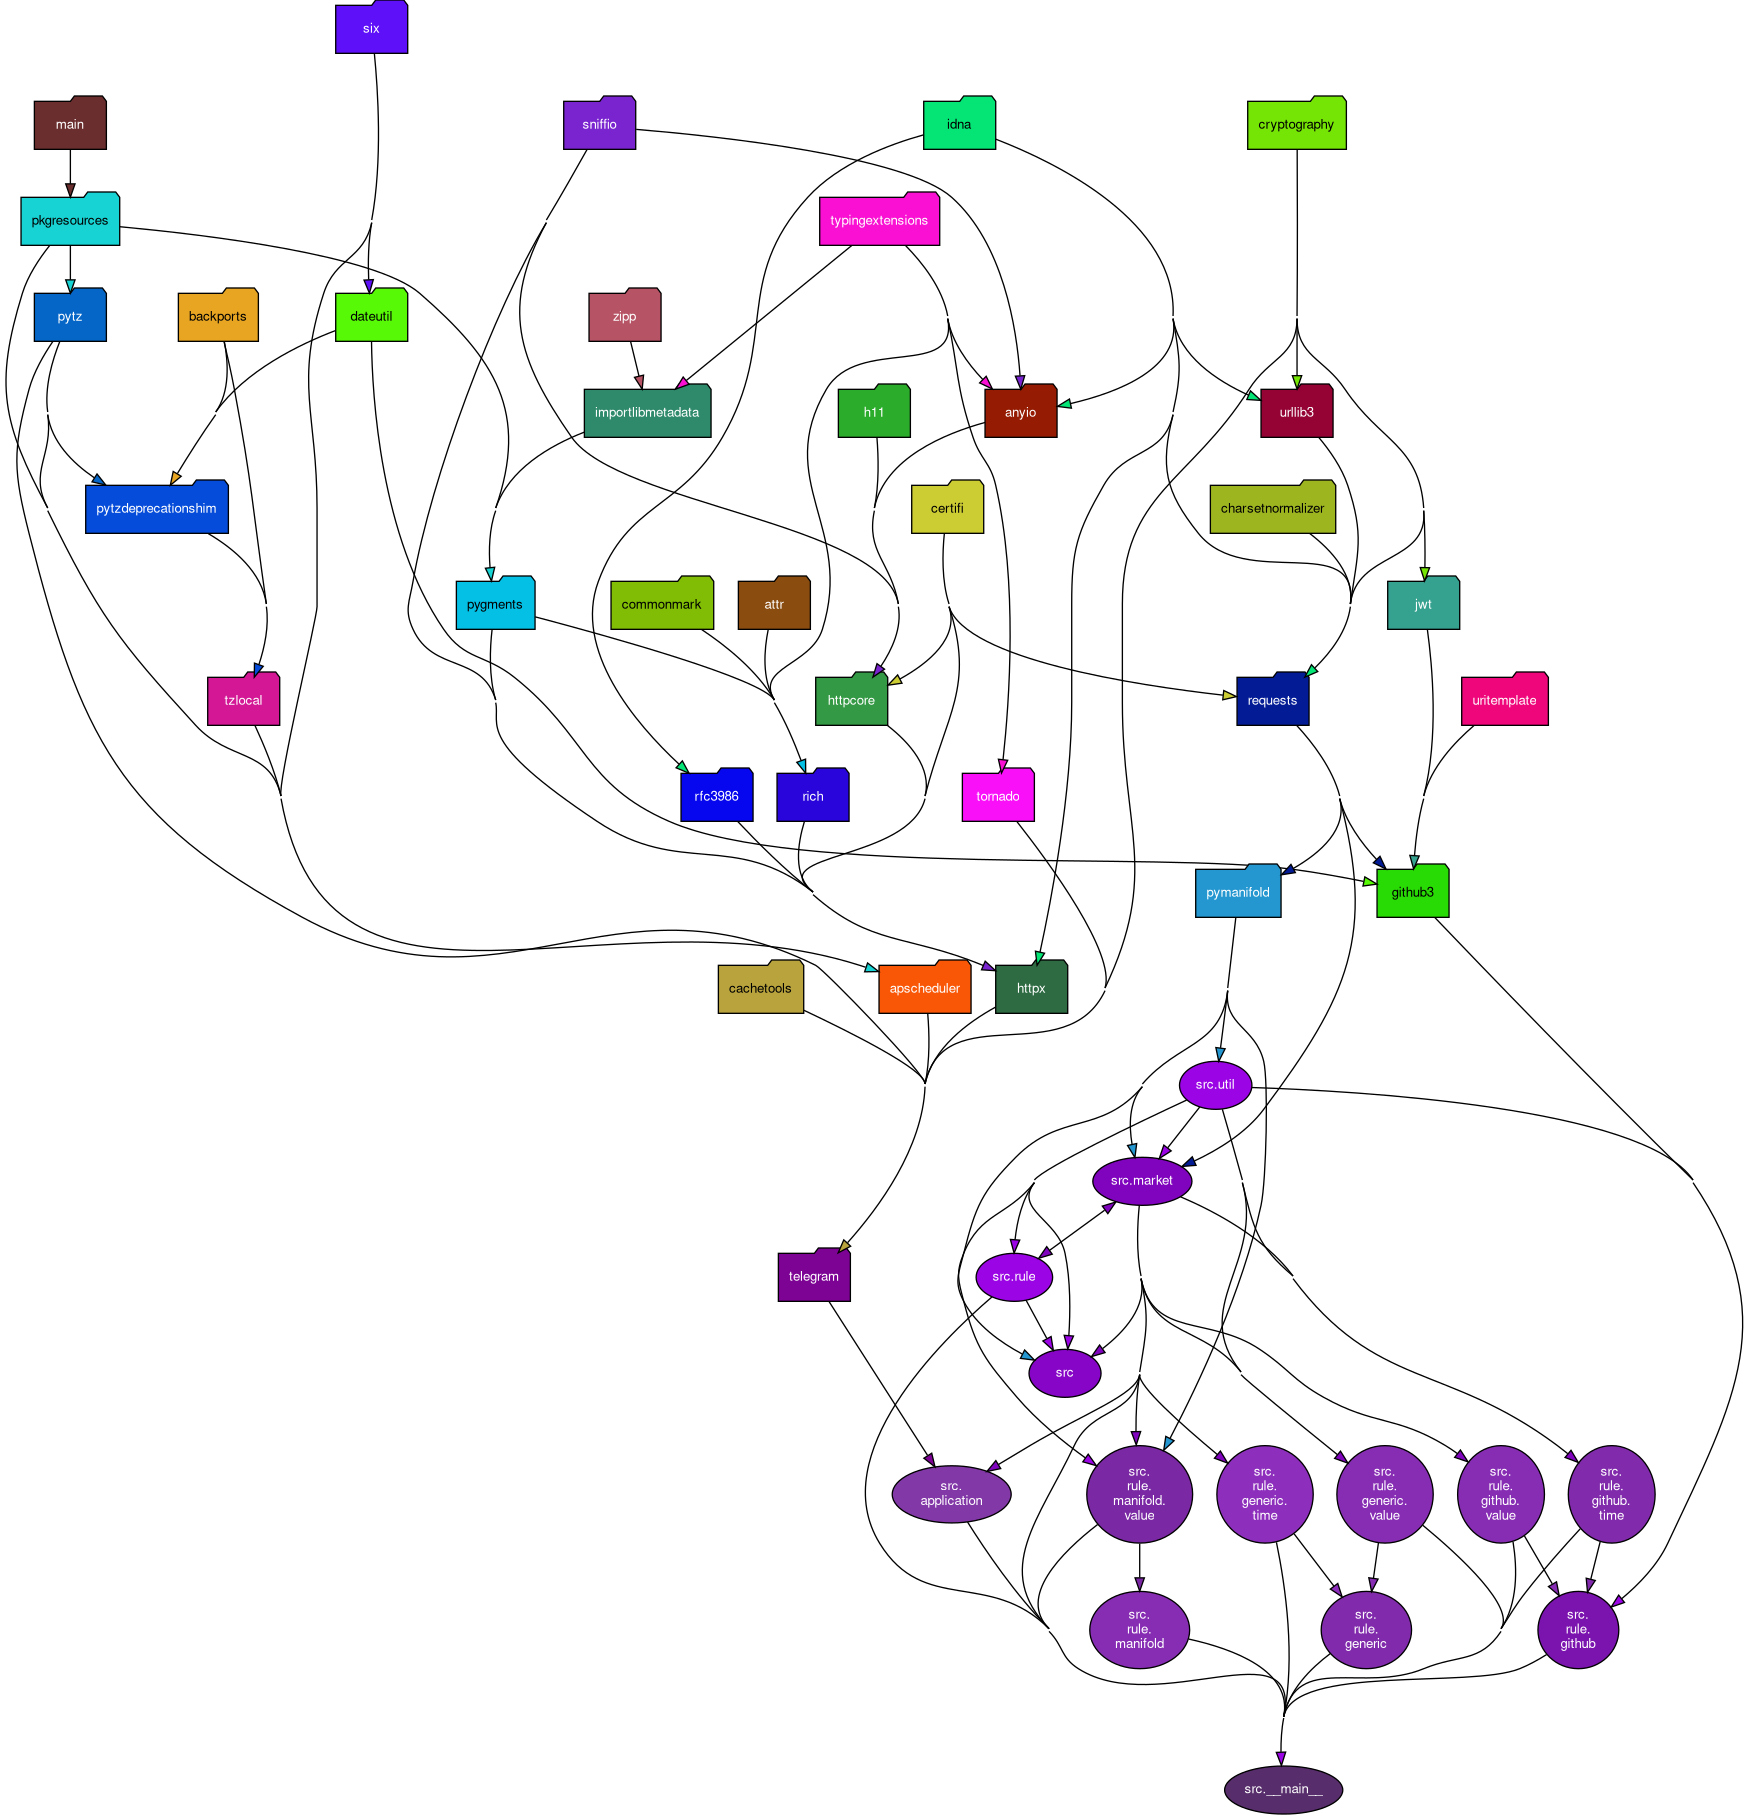 six
main
sniffio
idna
cryptography
pkgresources
typingextensions
pytz
backports
dateutil
zipp
importlibmetadata
h11
anyio
urllib3
pytzdeprecationshim
certifi
charsetnormalizer
pygments
commonmark
attr
jwt
tzlocal
httpcore
requests
uritemplate
rfc3986
rich
tornado
pymanifold
github3
cachetools
apscheduler
httpx
src.util
src.market
telegram
src.rule
src
src.
application
src.
rule.
manifold.
value
src.
rule.
generic.
time
src.
rule.
generic.
value
src.
rule.
github.
value
src.
rule.
github.
time
src.
rule.
manifold
src.
rule.
generic
src.
rule.
github
src.__main__